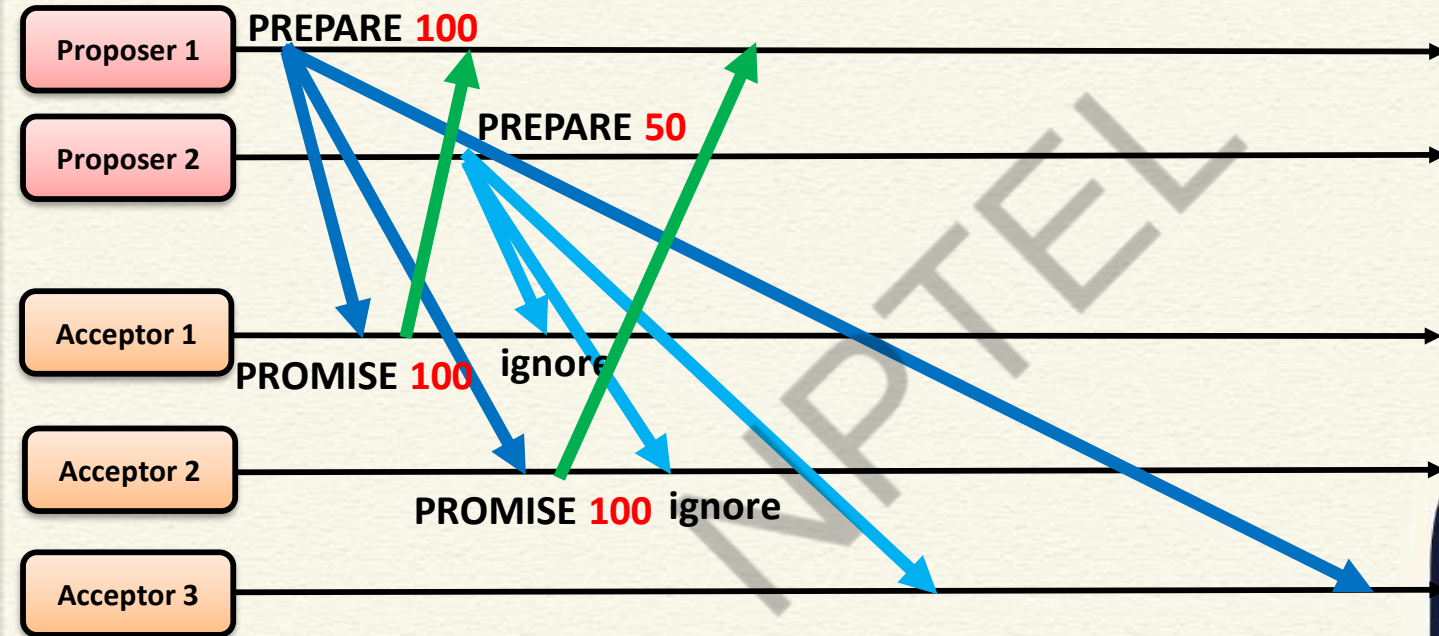 PREPARE 100
Proposer 1
PREPARE 50
Proposer 2
Acceptor 1
PROMISE 100 ignore
Acceptor 2
PROMISE 100 ignore
Acceptor 3
NPTEL